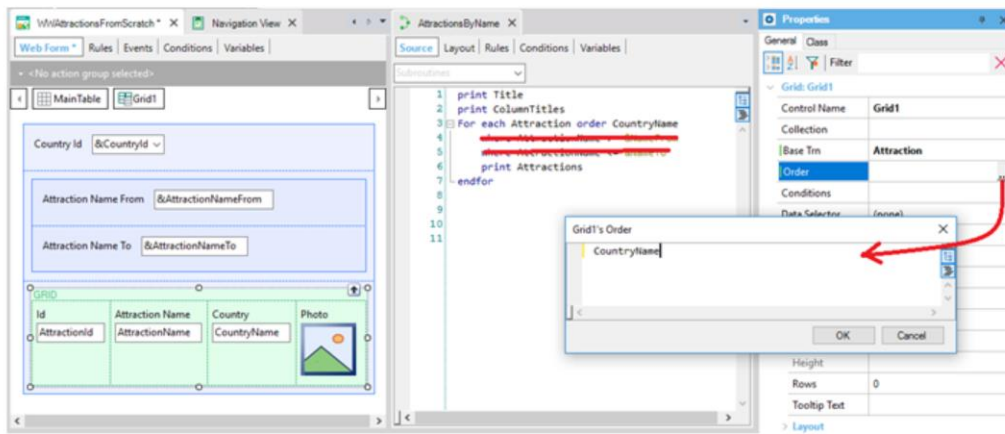 WWAttractionsFromScratch * X Navigation View X
Web Form * Rules Events Conditions Variables
<No action group selected>
MainTable Grid1
Country Id &CountryId
Attraction Name From &AttractionNameFrom
Attraction Name To &AttractionNameTo
GRID
Id Attraction Name Country Photo
AttractionId AttractionName CountryName
AttractionsByName X
Source Layout Rules Conditions Variables
Subroutines
1 print Title
2 print ColumnTitles
3 For each Attraction order CountryName
4
5
6 print Attractions
7 endfor
8
9
10
11
Grid1's Order
CountryName
OK Cancel
Properties
General Class
Filter
Grid: Grid1
Control Name Grid1
Collection
Base Trn Attraction
Order
Conditions
Data Selector (none)
Height
Rows 0
Tooltip Text
Layout